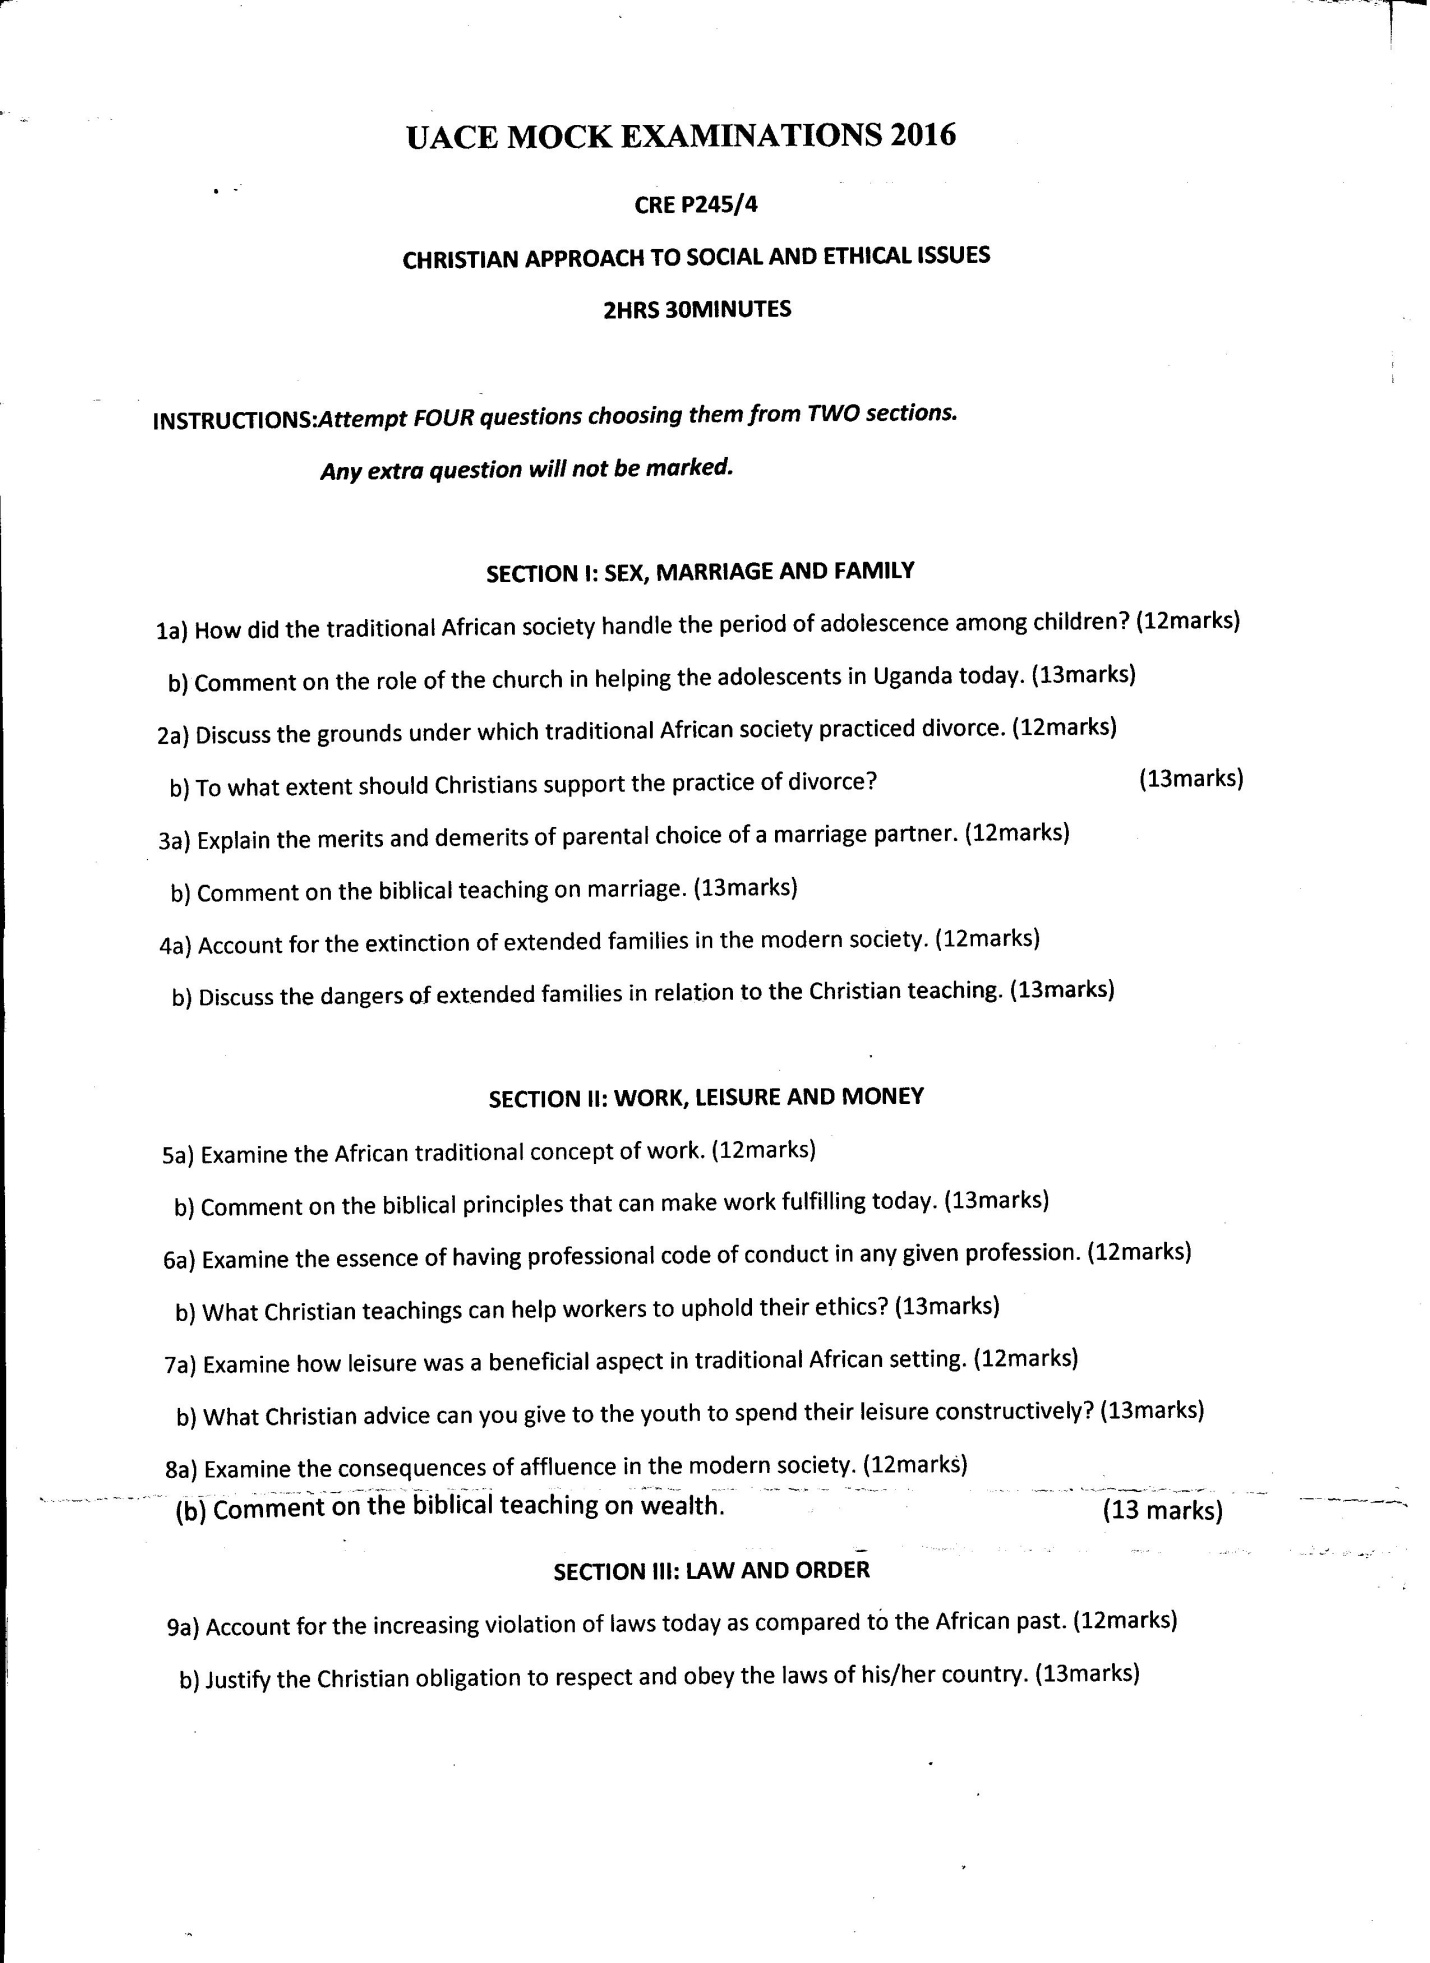 UACE MOCK EXAMINATIONS 2016
CRE P245/4
CHRISTIAN APPROACH TO SOCIAL AND ETHICAL ISSUES
2HRS 30MINUTES
INSTRUCTIONS:Attempt FOUR questions choosing them from TWO sections.
Any extra question will not be marked.
SECTION I: SEX, MARRIAGE AND FAMILY
1a) How did the traditional African society handle the period of adolescence among children? (12marks)
b) Comment on the role of the church in helping the adolescents in Uganda today. (13marks)
2a) Discuss the grounds under which traditional African society practiced divorce. (12marks)
b) To what extent should Christians support the practice of divorce? (13marks)
3a) Explain the merits and demerits of parental choice of a marriage partner. (12marks)
b) Comment on the biblical teaching on marriage. (13marks)
4a) Account for the extinction of extended families in the modern society. (12marks)
b) Discuss the dangers of extended families in relation to the Christian teaching. (13marks)
SECTION II: WORK, LEISURE AND MONEY
5a) Examine the African traditional concept of work. (12marks)
b) Comment on the biblical principles that can make work fulfilling today. (13marks)
6a) Examine the essence of having professional code of conduct in any given profession. (12marks)
b) What Christian teachings can help workers to uphold their ethics? (13marks)
7a) Examine how leisure was a beneficial aspect in traditional African setting. (12marks)
b) What Christian advice can you give to the youth to spend their leisure constructively? (13marks)
8a) Examine the consequences of affluence in the modern society. (12marks)
(b) Comment on the biblical teaching on wealth. (13 marks)
SECTION III: LAW AND ORDER
9a) Account for the increasing violation of laws today as compared to the African past. (12marks)
b) Justify the Christian obligation to respect and obey the laws of his/her country. (13marks)